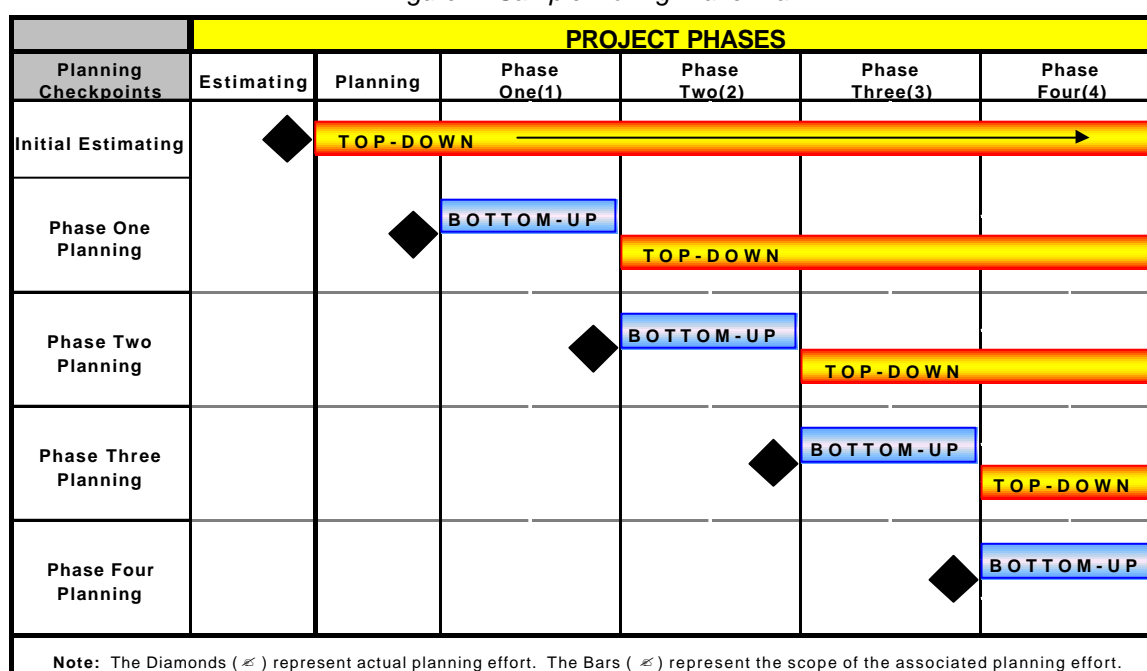 PROJECT PHASES
Planning
Checkpoints
Estimating
Planning
Phase
One(1)
Phase
Two(2)
Phase
Three(3)
Phase
Four(4)
Initial Estimating
TOP-DOWN
Phase One
Planning
BOTTOM-UP
TOP-DOWN
Phase Two
Planning
BOTTOM-UP
TOP-DOWN
Phase Three
Planning
BOTTOM-UP
TOP-DOWN
Phase Four
Planning
BOTTOM-UP
Note: The Diamonds ( ✍ ) represent actual planning effort. The Bars ( ✍ ) represent the scope of the associated planning effort.